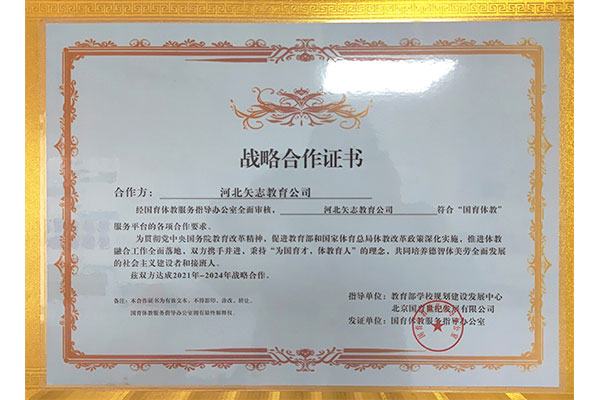 战略合作证书
合作方： 河北矢志教育公司
经国育体教服务指导办公室全面审核， 河北矢志教育公司 符合“国育体教”
服务平台的各项合作要求。
为贯彻党中央国务院教育改革精神，促进教育部和国家体育总局体教改革政策深化实施，推进体教
融合工作全面落地，双方携手并进、秉持“为国育才、体教育人”的理念，共同培养德智体美劳全面发展
的社会主义建设者和接班人。
兹双方达成2021年-2024年战略合作。
备注：本合作证书为有效文本，不得影印、涂改、转让。
国育体教服务指导办公室拥有最终解释权。
指导单位：教育部学校规划建设发展中心
北京国育世纪发展有限公司
发证单位：国育体教服务指导办公室